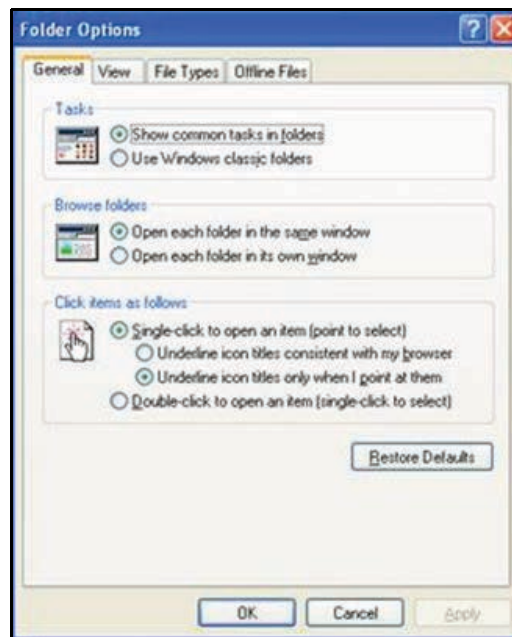 Folder Options
General View File Types Offline Files
Tasks
Show common tasks in folders
Use Windows classic folders
Browse folders
Open each folder in the same window
Open each folder in its own window
Click items as follows
Single-click to open an item (point to select)
Underline icon titles consistent with my browser
Underline icon titles only when I point at them
Double-click to open an item (single-click to select)
Restore Defaults
OK Cancel Apply